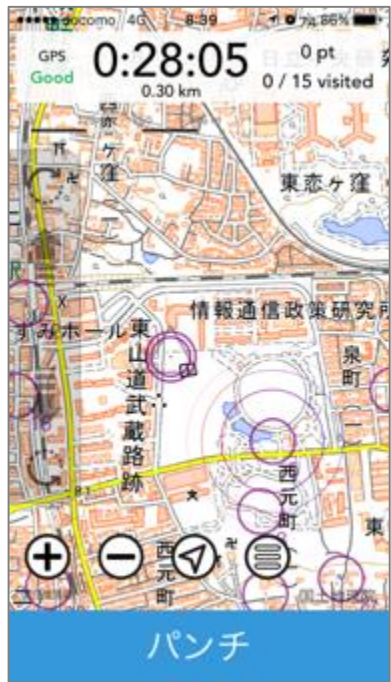 docomo 4G 8:39 86%
GPS
Good
0:28:05
0.30 km
0 pt
0 / 15 visited
東恋ヶ窪
情報通信政策研究所
すみホール
東山道武蔵路跡
泉町
(一)
西元町
西元町
東
81
国土地理院
パンチ